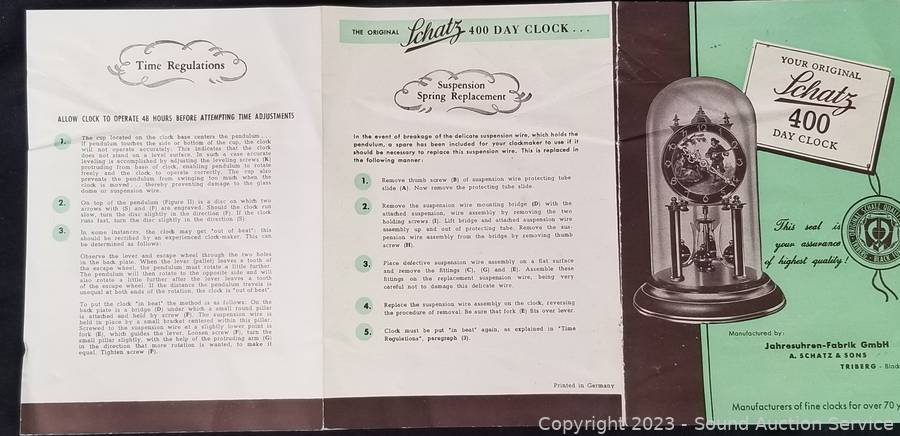 Time Regulations
ALLOW CLOCK TO OPERATE 48 HOURS BEFORE ATTEMPTING TIME ADJUSTMENTS
1.
The cup located on the clock base centers the pendulum . . .
If pendulum touches the side or bottom of the cup, the clock
will not operate accurately. This indicates that the clock
does not stand on a level surface. In such a case accurate
leveling is accomplished by adjusting the leveling screws (K)
protruding from base of clock, enabling pendulum to rotate
freely and the clock to operate correctly. The cup also
prevents the pendulum from swinging too much when the
clock is moved . . . thereby preventing damage to the glass
dome or suspension wire.
2.
On top of the pendulum (Figure II) is a disc on which two
arrows with (S) and (F) are engraved. Should the clock run
slow, turn the disc slightly in the direction (F). If the clock
runs fast, turn the disc slightly in the direction (S).
3.
In some instances, the clock may get "out of beat"; this
should be rectified by an experienced clock-maker. This can
be determined as follows:
Observe the lever and escape wheel through the two holes
in the back plate. When the lever (pallet) leaves a tooth of
the escape wheel, the pendulum must rotate a little further.
The pendulum will then rotate to the opposite side and will
also rotate a little further after the lever leaves a tooth
of the escape wheel. If the distance the pendulum travels is
unequal at both ends of the rotation, the clock is "out of beat".
To put the clock "in beat" the method is as follows: On the
back plate is a bridge (D) under which a small round pillar
is attached and held by screw (F). The suspension wire is
held in place by a small bracket centered within this pillar.
Screwed to the suspension wire at a slightly lower point is
fork (E), which guides the lever. Loosen screw (F), turn the
small pillar slightly, with the help of the protruding arm (G)
in the direction that more rotation is wanted, to make it
equal. Tighten screw (F).
THE ORIGINAL Schatz 400 DAY CLOCK . . .
Suspension
Spring Replacement
In the event of breakage of the delicate suspension wire, which holds the
pendulum, a spare has been included for your clockmaker to use if it
should be necessary to replace this suspension wire. This is replaced in
the following manner:
1.
Remove thumb screw (B) of suspension wire protecting tube
slide (A). Now remove the protecting tube slide.
2.
Remove the suspension wire mounting bridge (D) with the
attached suspension, wire assembly by removing the two
holding screws (I). Lift bridge and attached suspension wire
assembly up and out of protecting tube. Remove the sus-
pension wire assembly from the bridge by removing thumb
screw (H).
3.
Place defective suspension wire assembly on a flat surface
and remove the fittings (C), (G) and (E). Assemble these
fittings on the replacement suspension wire, being very
careful not to damage this delicate wire.
4.
Replace the suspension wire assembly on the clock, reversing
the procedure of removal. Be sure that fork (E) fits over lever.
5.
Clock must be put "in beat" again, as explained in "Time
Regulations", paragraph (3).
Printed in Germany
YOUR ORIGINAL
Schatz
400
DAY CLOCK
This seal is
your assurance
of highest quality!
Manufactured by:
Jahresuhren-Fabrik GmbH
A. SCHATZ & SONS
TRIBERG - Black
Manufacturers of fine clocks for over 70 y
Copyright 2023 - Sound Auction Service